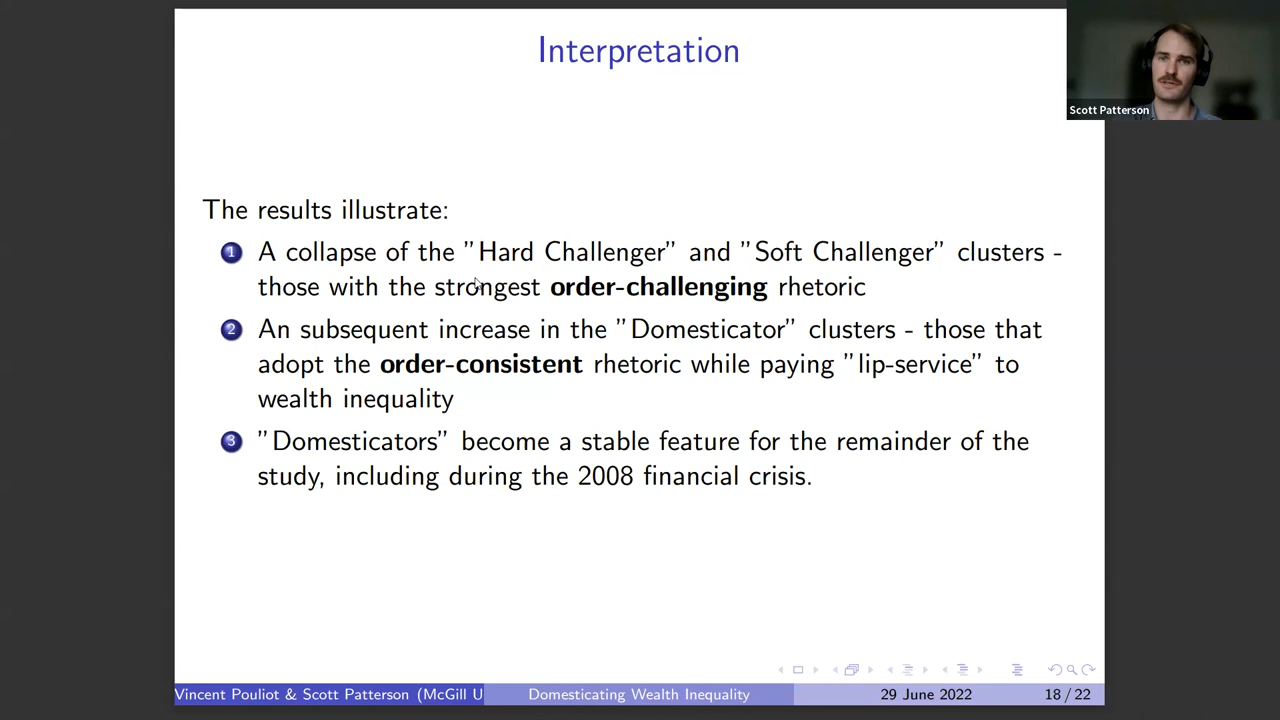 Interpretation
Scott Patterson
The results illustrate:
1 A collapse of the "Hard Challenger" and "Soft Challenger" clusters -
those with the strongest order-challenging rhetoric
2 An subsequent increase in the "Domesticator" clusters - those that
adopt the order-consistent rhetoric while paying "lip-service" to
wealth inequality
3 "Domesticators" become a stable feature for the remainder of the
study, including during the 2008 financial crisis.
Vincent Pouliot & Scott Patterson (McGill U Domesticating Wealth Inequality 29 June 2022 18 / 22